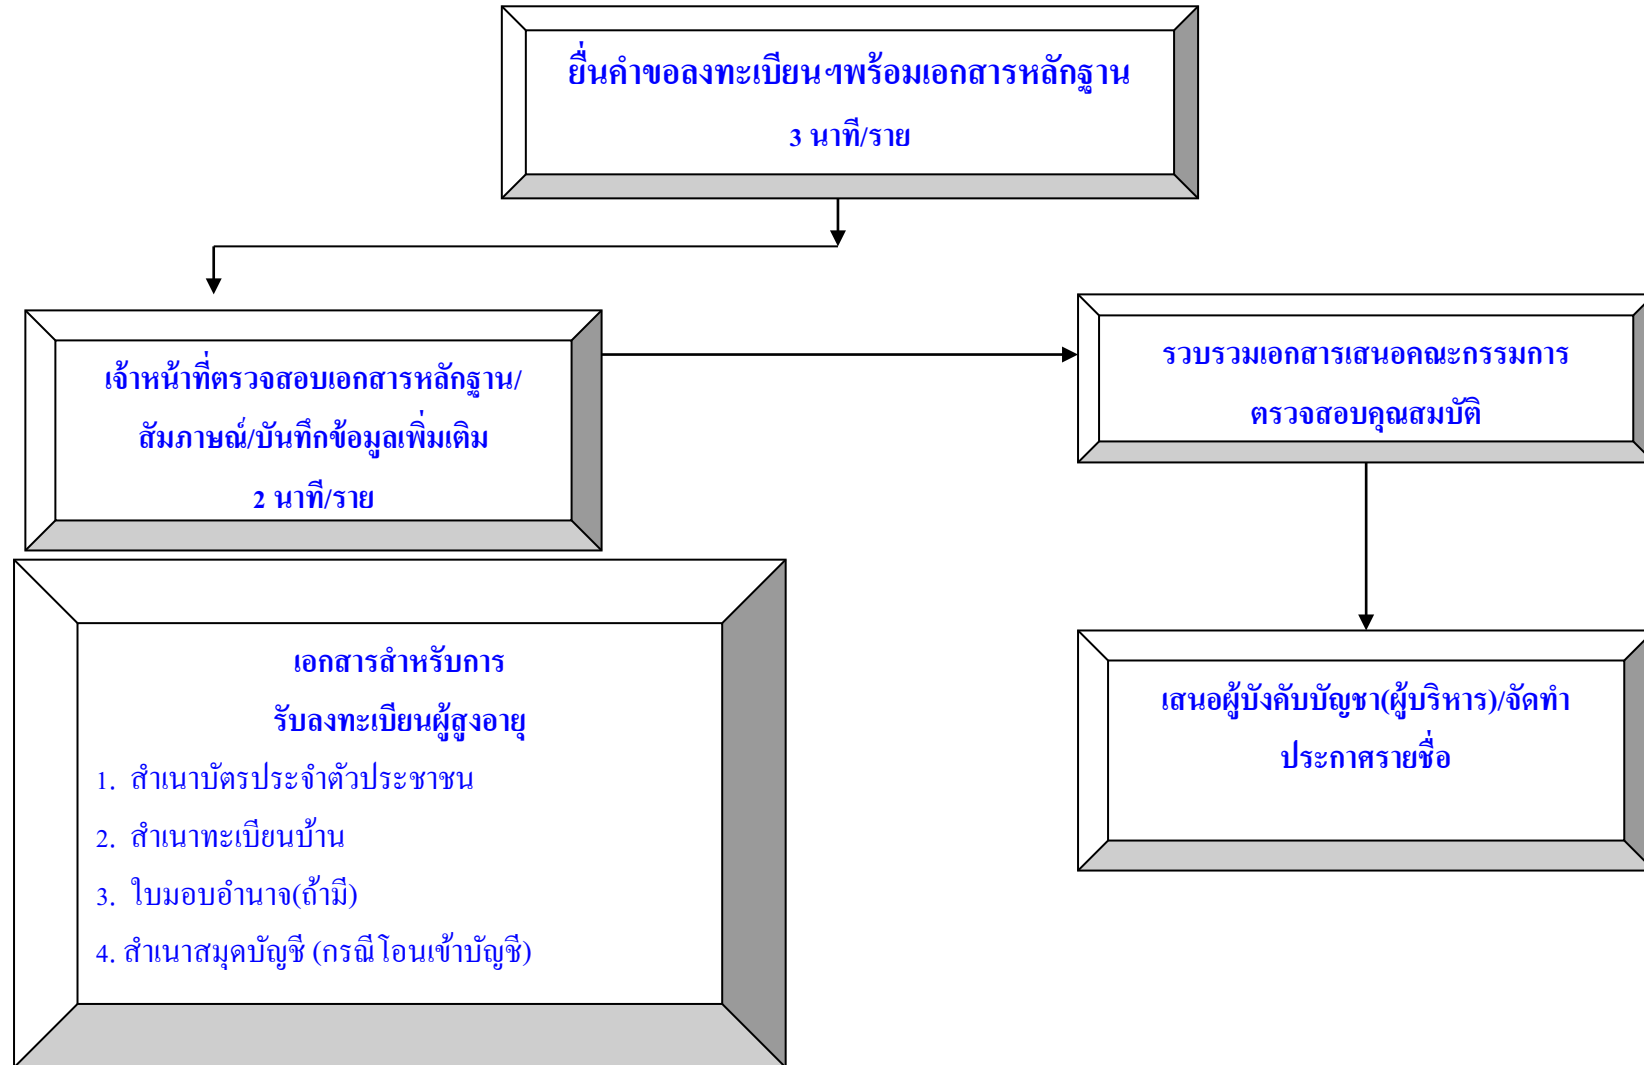 ยื่นคำขอลงทะเบียนฯพร้อมเอกสารหลักฐาน
3 นาที/ราย
เจ้าหน้าที่ตรวจสอบเอกสารหลักฐาน/
สัมภาษณ์/บันทึกข้อมูลเพิ่มเติม
2 นาที/ราย
รวบรวมเอกสารเสนอคณะกรรมการ
ตรวจสอบคุณสมบัติ
เสนอผู้บังคับบัญชา(ผู้บริหาร)/จัดทำ
ประกาศรายชื่อ
เอกสารสำหรับการ
รับลงทะเบียนผู้สูงอายุ
1. สำเนาบัตรประจำตัวประชาชน
2. สำเนาทะเบียนบ้าน
3. ใบมอบอำนาจ(ถ้ามี)
4. สำเนาสมุดบัญชี (กรณีโอนเข้าบัญชี)